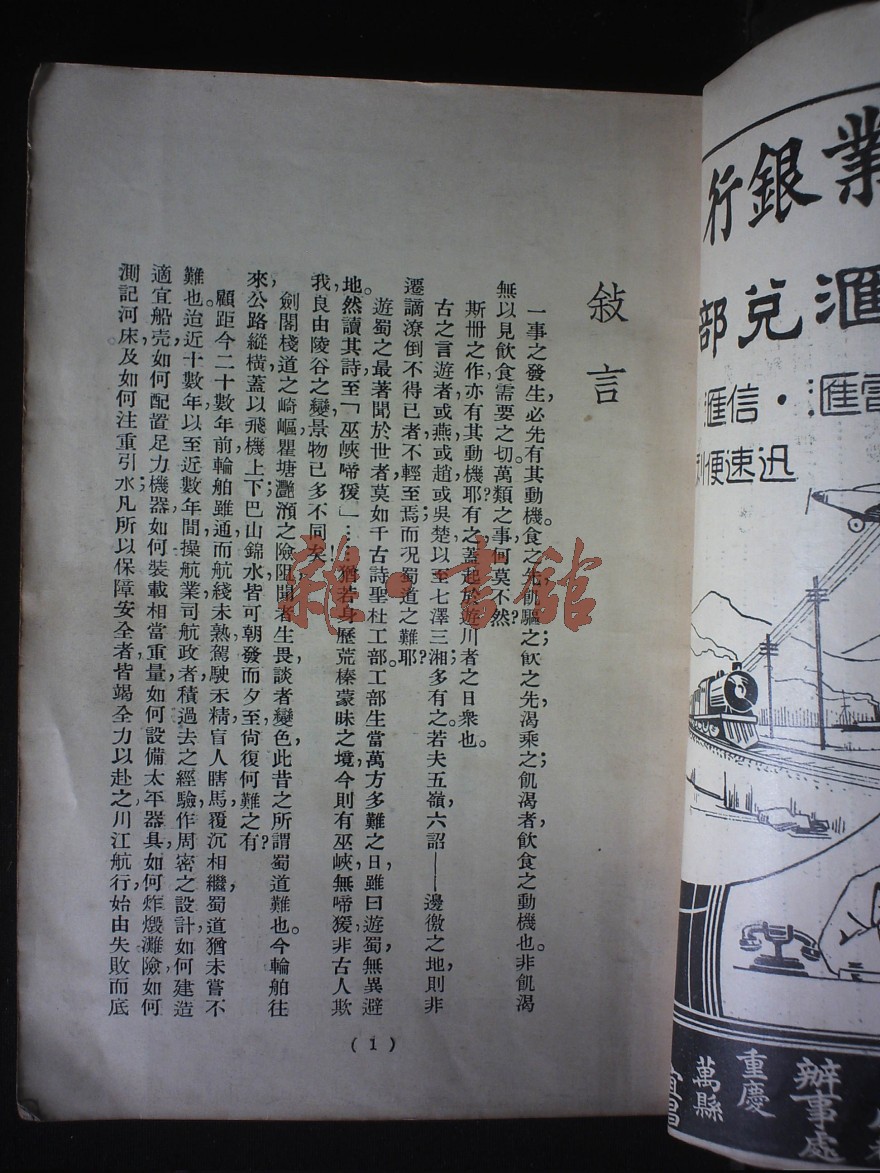 敍言
一事之發生,必先有其動機。食之先,飢驅之;飲之先,渴乘之;飢渴者,飲食之動機也。非飢渴
無以見飲食需要之切。萬類之事,何莫不然?
斯冊之作,亦有其動機耶?有之,蓋起於遊川者之日衆也。
古之言遊者,或燕或趙或吳楚以至七澤三湘多有之;若夫五嶺,六詔——邊徼之地則非
遷謫潦倒不得已者不輕至焉,而况蜀道之難耶?
遊蜀之最著聞於世者,莫如千古詩聖杜工部。工部生當萬方多難之日,雖曰遊蜀,無異避
地。然讀其詩至「巫峽啼猨」……猶若身歷荒榛蒙昧之境,今則有巫峽,無啼猨,非古人欺
我,良由陵谷之變,景物已多不同矣!
劍閣棧道之崎嶇,瞿塘灩澦之險阻,聞者生畏,談者變色,此昔之所謂蜀道難也。今輪舶往
來,公路縱橫,蓋以飛機上下,巴山錦水,皆可朝發而夕至,尙復何難之有?
顧距今二十數年前,輪舶雖通,而航綫未熟,駕駛未精,盲人瞎馬,覆沉相繼,蜀道猶未嘗不
難也。迨近十數年以至近數年間,操航業司航政者,積過去之經驗,作周密之設計,如何建造
適宜船壳,如何配置足力機器,如何裝載相當重量,如何設備太平器具,如何炸燬灘險,如何
測記河床,及如何注重引水,凡所以保障安全者,皆竭全力以赴之,川江航行,始由失敗而底
(1)
雜·書館
業銀行
滙兌部
滙·信滙
迅速便
辦事處
重慶
萬縣
宜昌